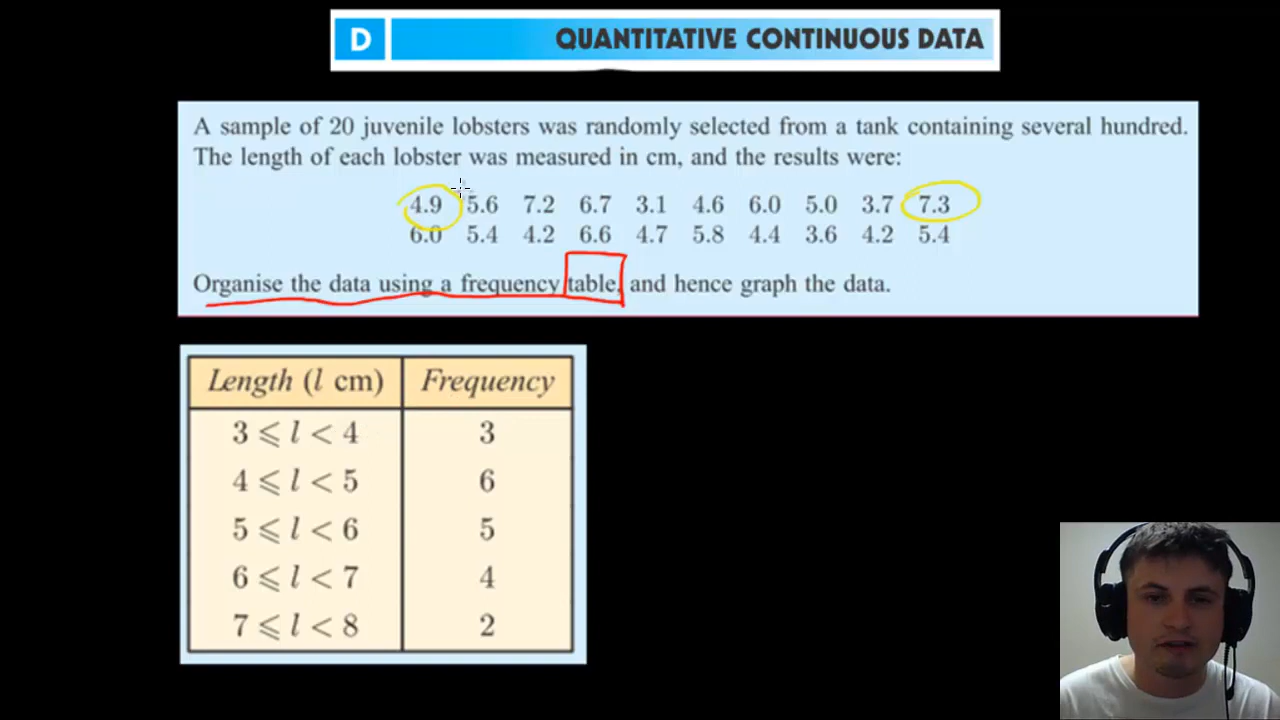 D QUANTITATIVE CONTINUOUS DATA
A sample of 20 juvenile lobsters was randomly selected from a tank containing several hundred.
The length of each lobster was measured in cm, and the results were:
4.9 5.6 7.2 6.7 3.1 4.6 6.0 5.0 3.7 7.3
6.0 5.4 4.2 6.6 4.7 5.8 4.4 3.6 4.2 5.4
Organise the data using a frequency table, and hence graph the data.
Length (l cm) Frequency
3 ⩽ l < 4 3
4 ⩽ l < 5 6
5 ⩽ l < 6 5
6 ⩽ l < 7 4
7 ⩽ l < 8 2